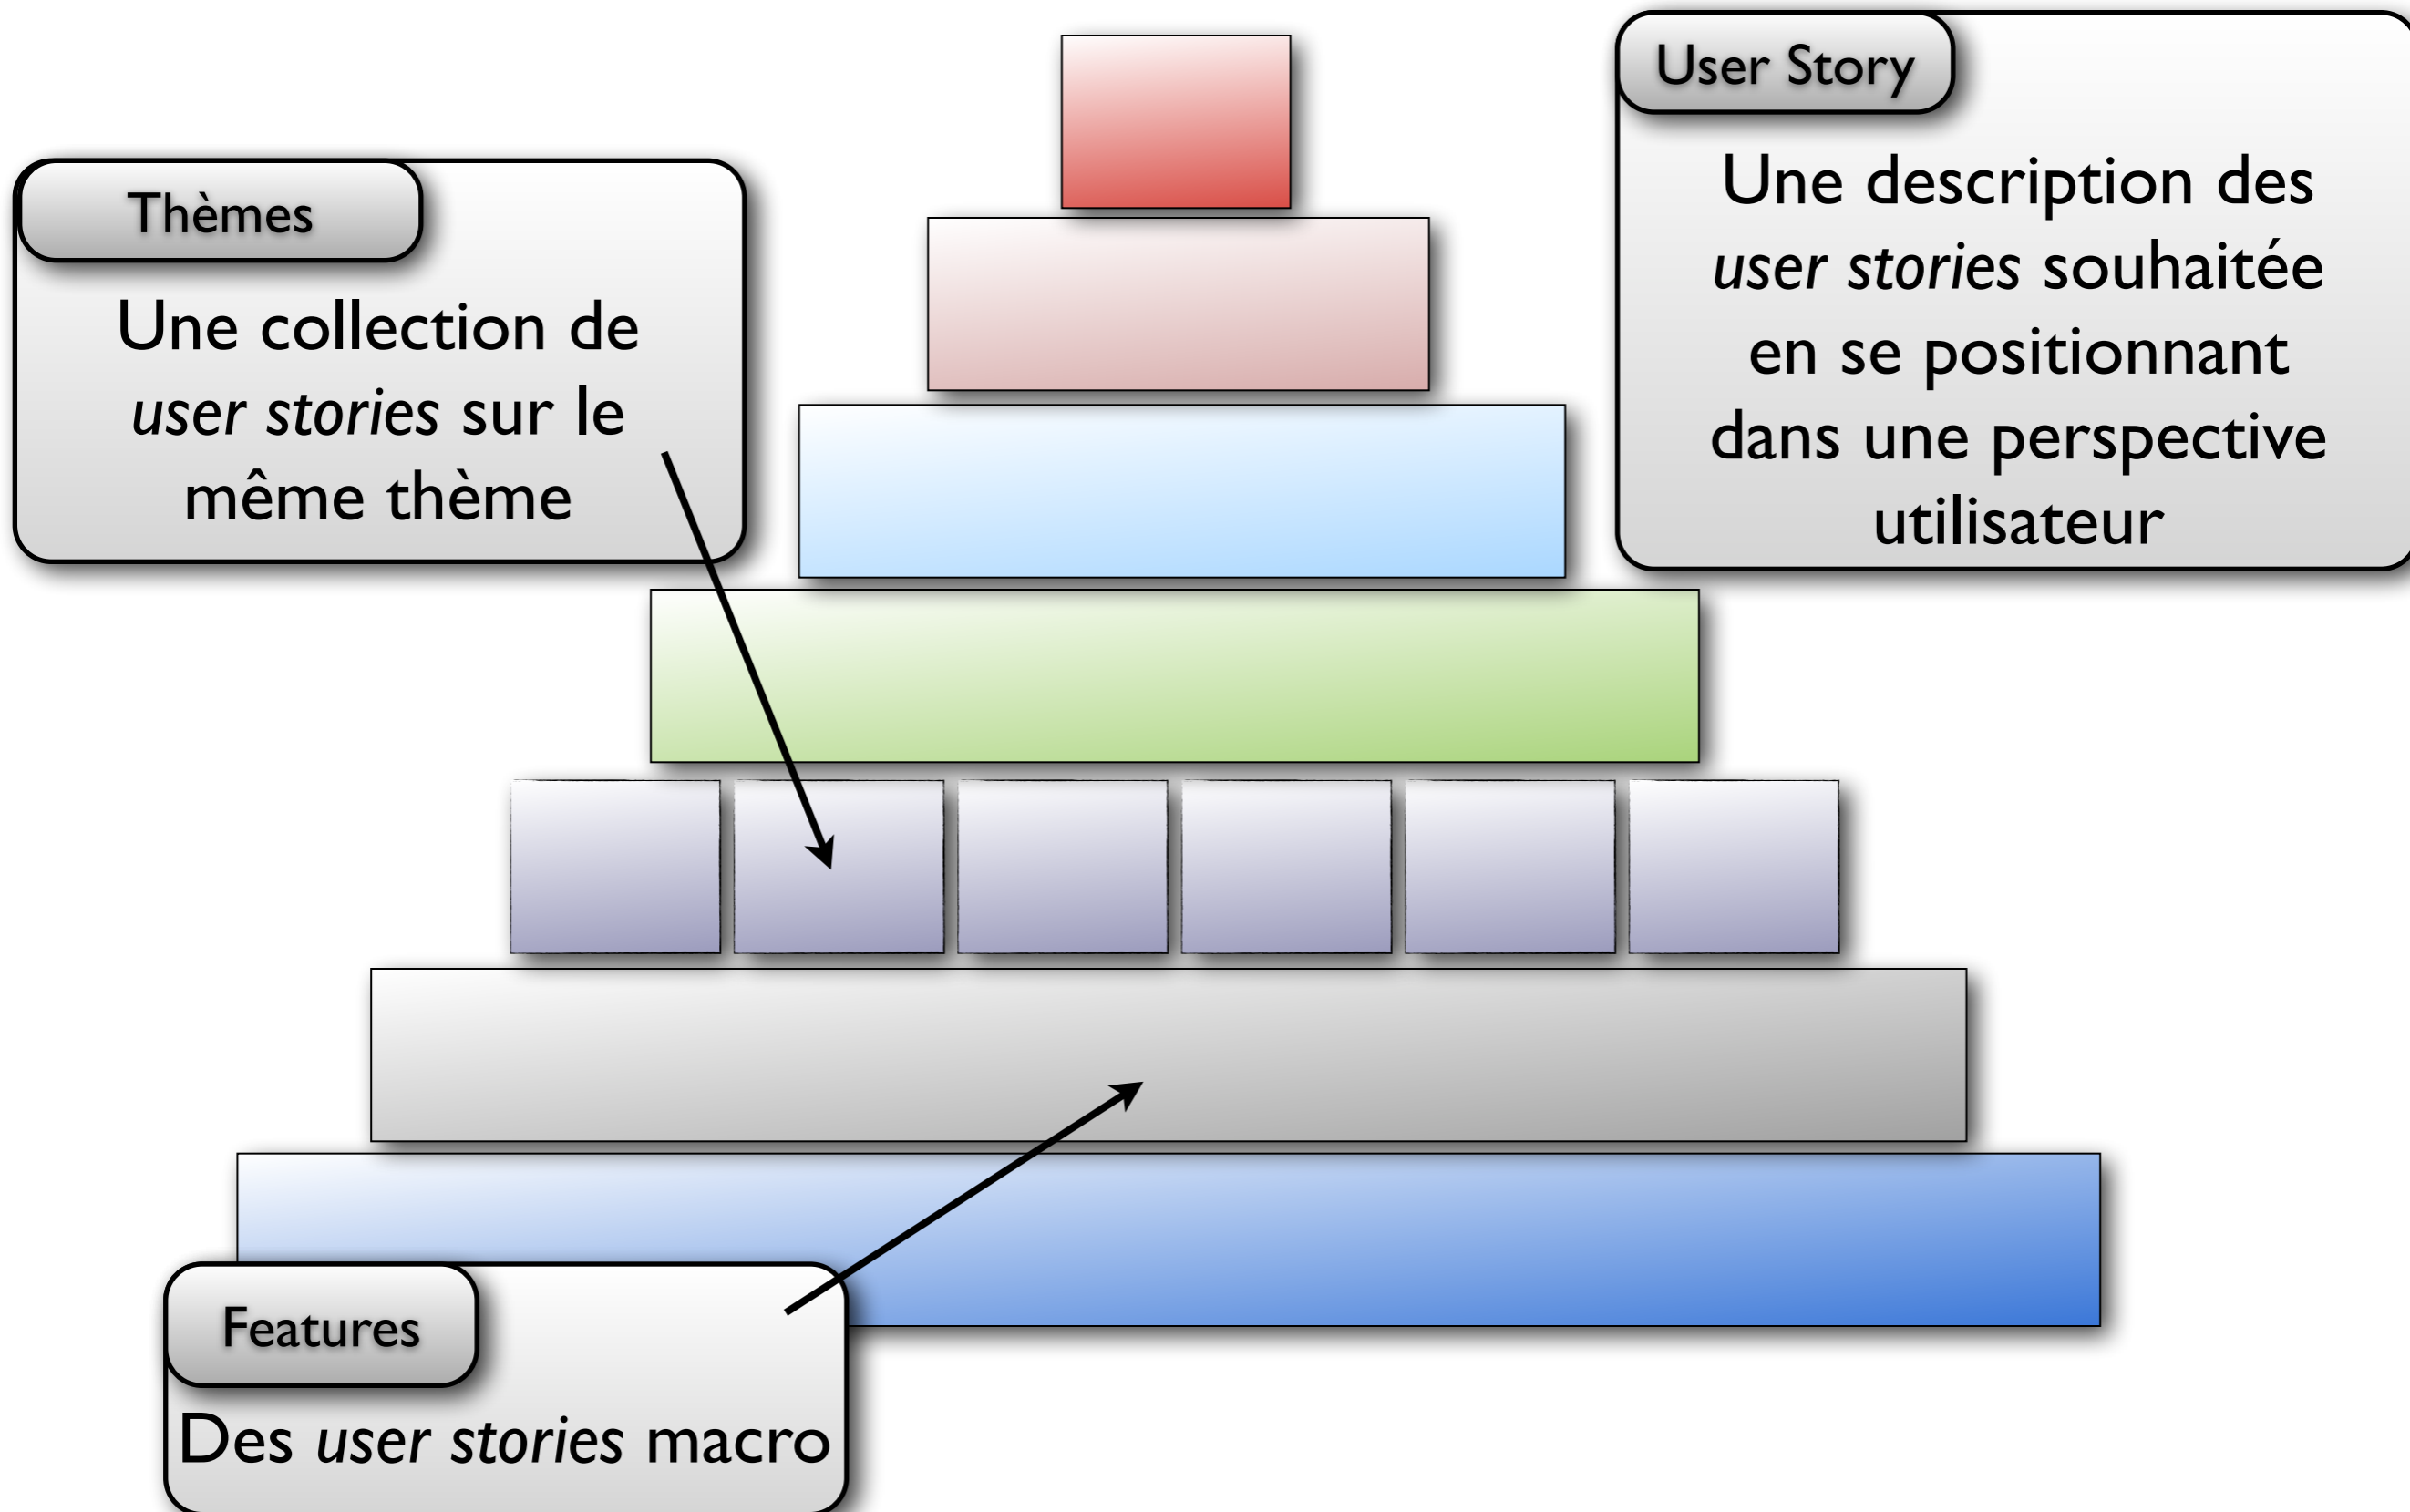 User Story
Une description des
user stories souhaitée
en se positionnant
dans une perspective
utilisateur
Thèmes
Une collection de
user stories sur le
même thème
Features
Des user stories macro